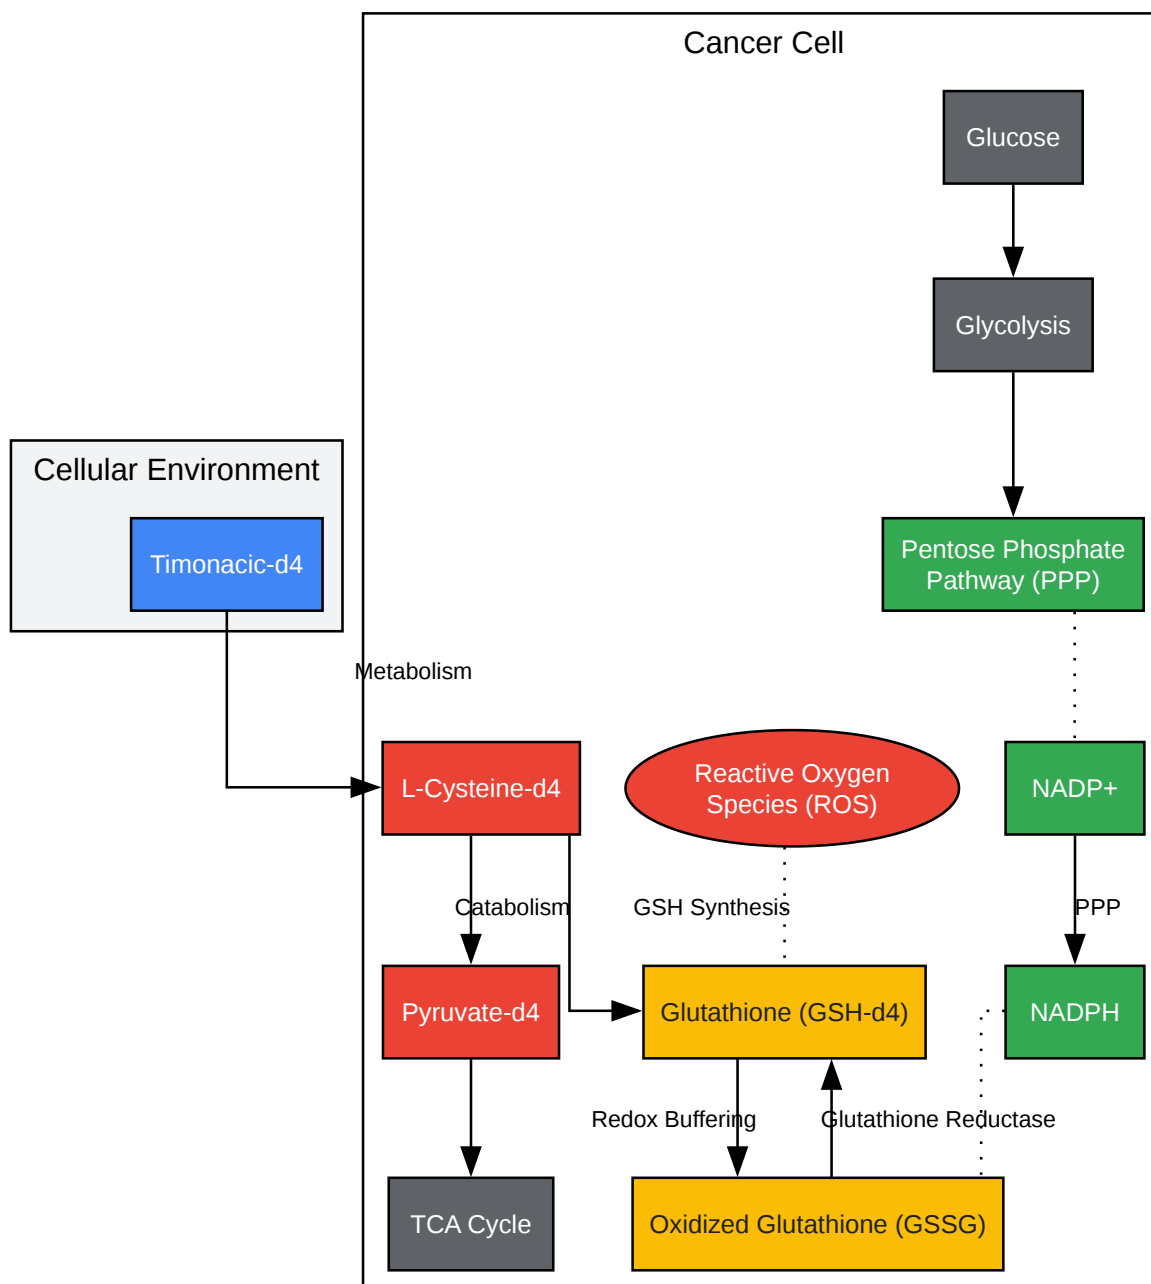 Cancer Cell
Glucose
Glycolysis
Cellular Environment
Timonacic-d4
Pentose Phosphate
Pathway (PPP)
Metabolism
L-Cysteine-d4
Reactive Oxygen
Species (ROS)
NADP+
Catabolism
GSH Synthesis
PPP
Pyruvate-d4
Glutathione (GSH-d4)
NADPH
Redox Buffering
Glutathione Reductase
TCA Cycle
Oxidized Glutathione (GSSG)